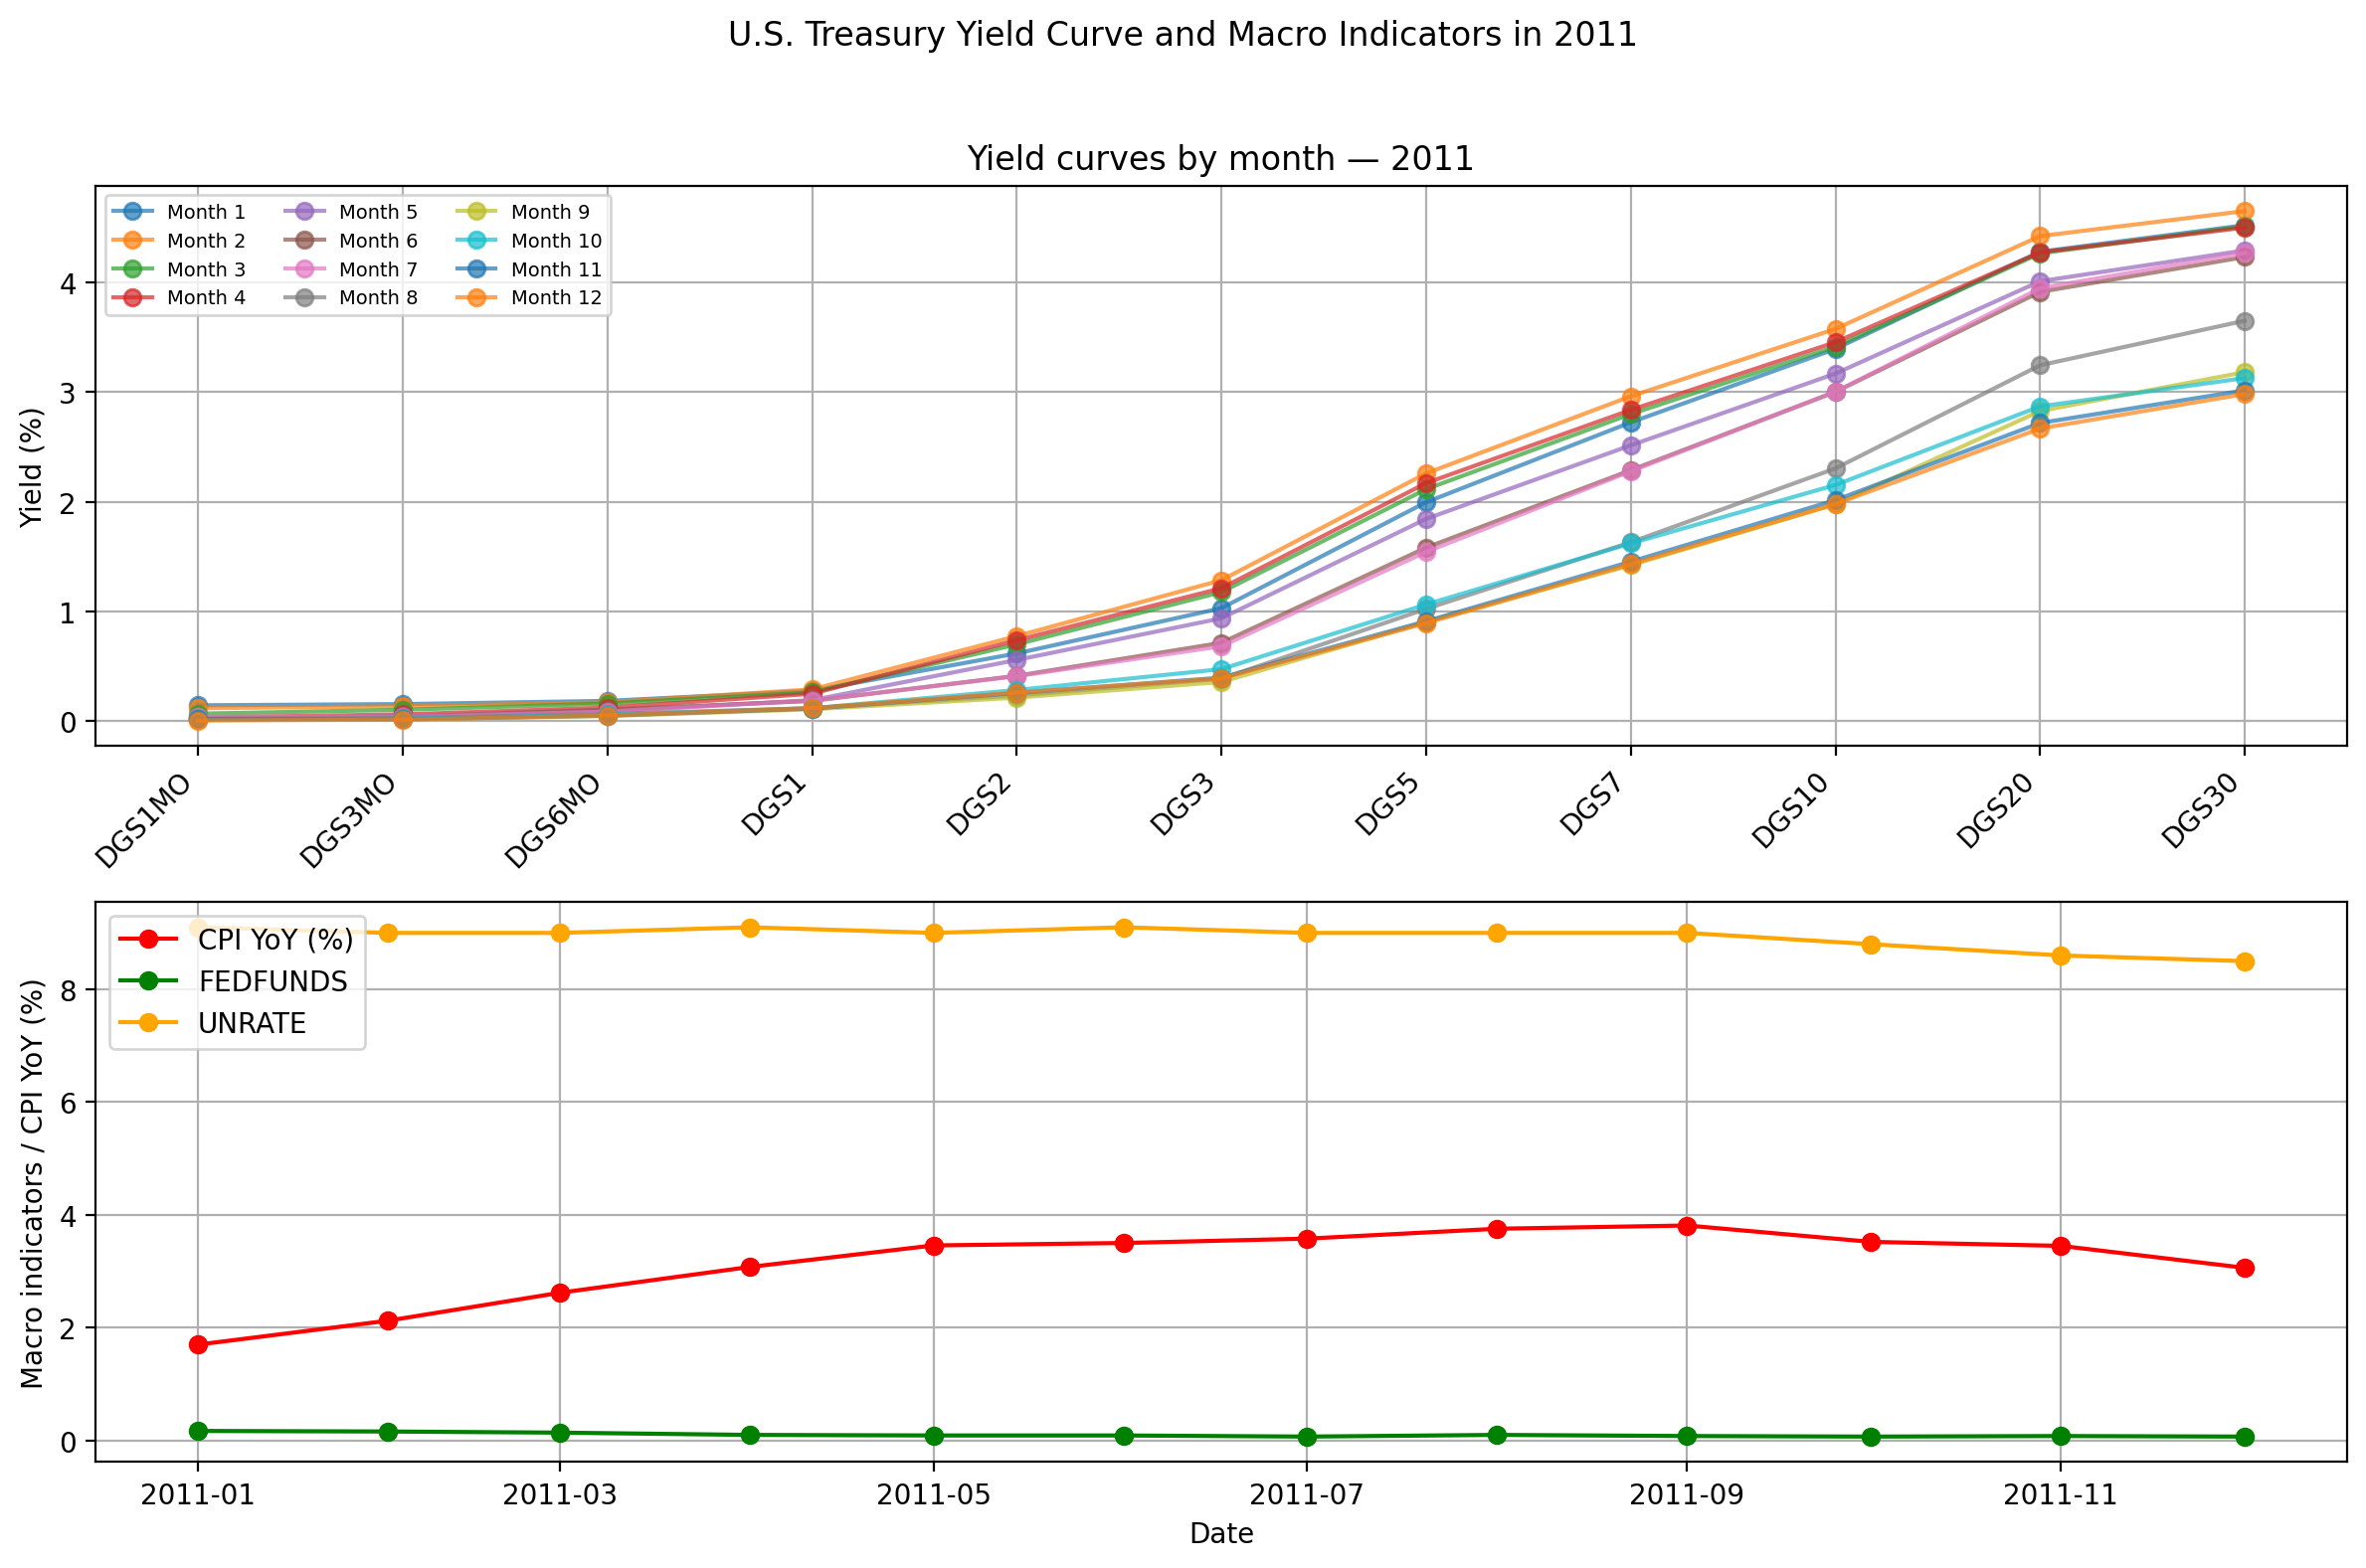 U.S. Treasury Yield Curve and Macro Indicators in 2011
Yield curves by month — 2011
Month 1
Month 2
Month 3
Month 4
Month 5
Month 6
Month 7
Month 8
Month 9
Month 10
Month 11
Month 12
Yield (%)
4
3
2
1
0
DGS1MO
DGS3MO
DGS6MO
DGS1
DGS2
DGS3
DGS5
DGS7
DGS10
DGS20
DGS30
CPI YoY (%)
FEDFUNDS
UNRATE
Macro indicators / CPI YoY (%)
8
6
4
2
0
2011-01
2011-03
2011-05
2011-07
2011-09
2011-11
Date